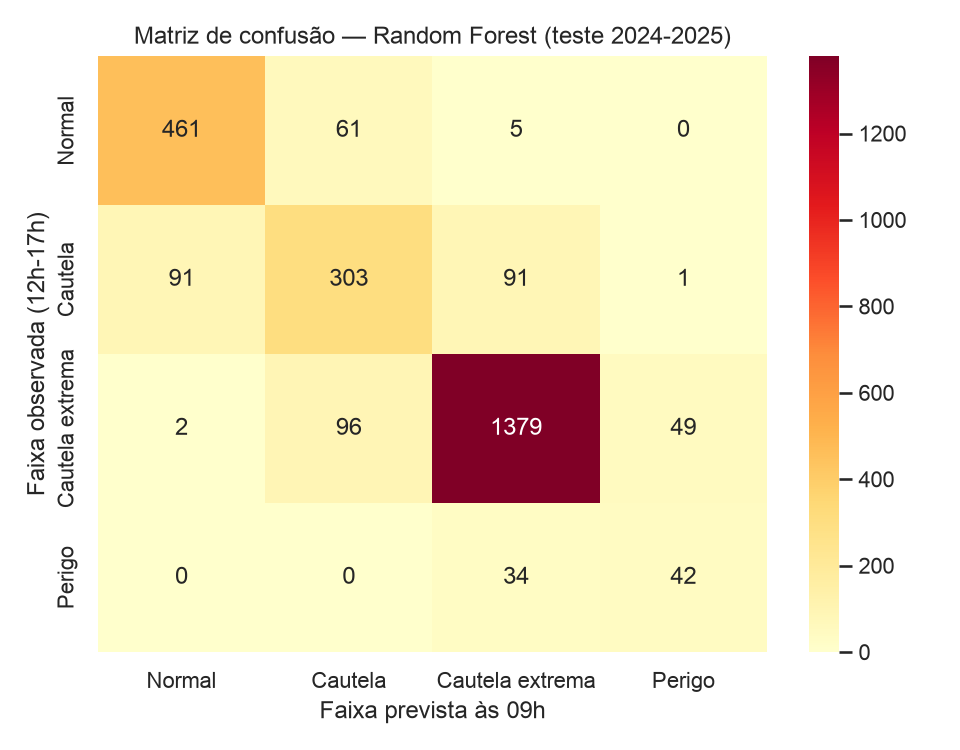 Matriz de confusão — Random Forest (teste 2024-2025)
Faixa observada (12h-17h)
Normal
461 61 5 0
Cautela
91 303 91 1
Cautela extrema
2 96 1379 49
Perigo
0 0 34 42
Normal Cautela Cautela extrema Perigo
Faixa prevista às 09h
1200
1000
800
600
400
200
0